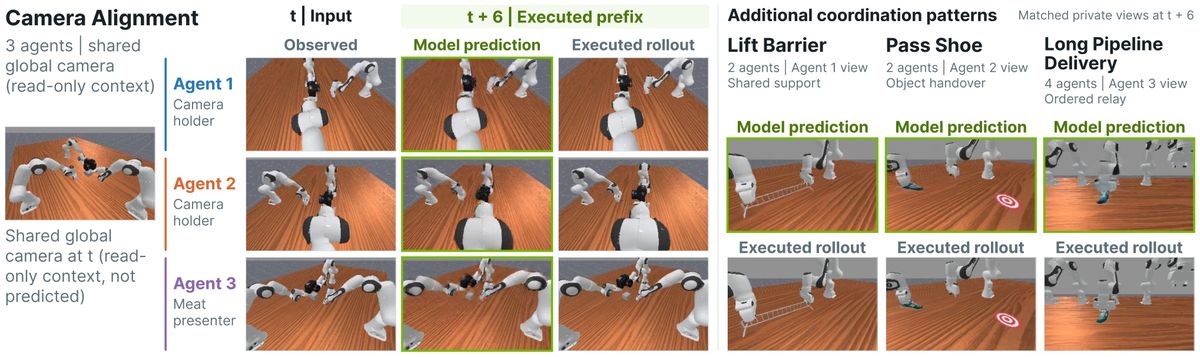 Camera Alignment
3 agents | shared
global camera
(read-only context)
Shared global
camera at t (read-
only context, not
predicted)
t | Input
t + 6 | Executed prefix
Observed
Model prediction
Executed rollout
Agent 1
Camera
holder
Agent 2
Camera
holder
Agent 3
Meat
presenter
Additional coordination patterns
Matched private views at t + 6
Lift Barrier
2 agents | Agent 1 view
Shared support
Pass Shoe
2 agents | Agent 2 view
Object handover
Long Pipeline
Delivery
4 agents | Agent 3 view
Ordered relay
Model prediction
Model prediction
Model prediction
Executed rollout
Executed rollout
Executed rollout